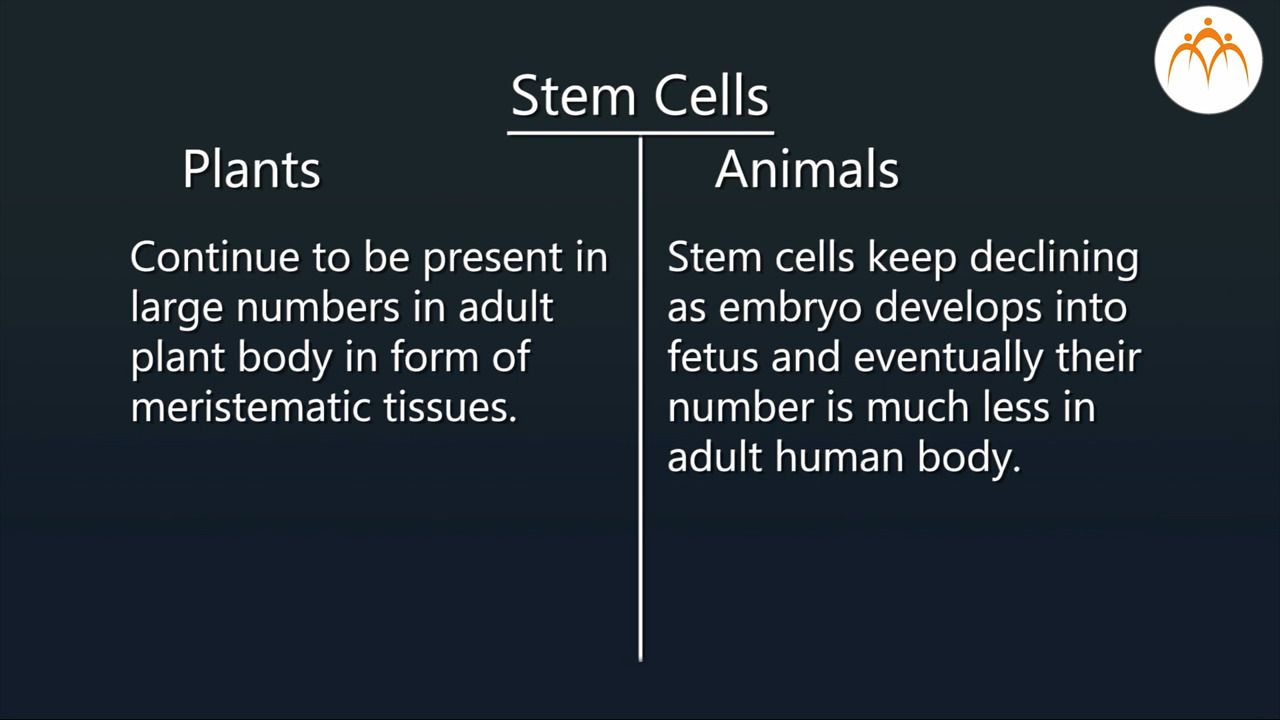 Stem Cells
Plants
Continue to be present in
large numbers in adult
plant body in form of
meristematic tissues.
Animals
Stem cells keep declining
as embryo develops into
fetus and eventually their
number is much less in
adult human body.